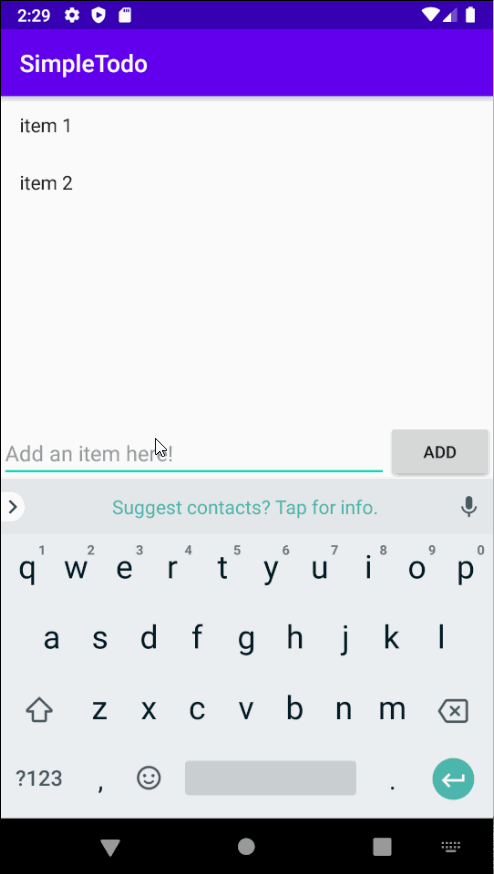 2:29
SimpleTodo
item 1
item 2
Add an item here!
ADD
Suggest contacts? Tap for info.
1 2 3 4 5 6 7 8 9 0
q w e r t y u i o p
a s d f g h j k l
z x c v b n m
?123 , .